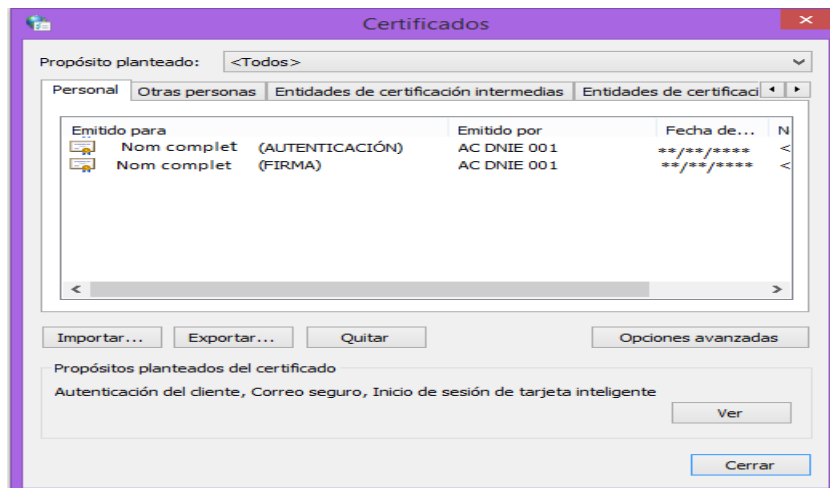 Certificados
Propósito planteado: <Todos>
Personal Otras personas Entidades de certificación intermedias Entidades de certificaci
Emitido para Emitido por Fecha de... N
Nom complet (AUTENTICACIÓN) AC DNIE 001 **/**/**** <
Nom complet (FIRMA) AC DNIE 001 **/**/**** <
Importar... Exportar... Quitar Opciones avanzadas
Propósitos planteados del certificado
Autenticación del cliente, Correo seguro, Inicio de sesión de tarjeta inteligente
Ver
Cerrar